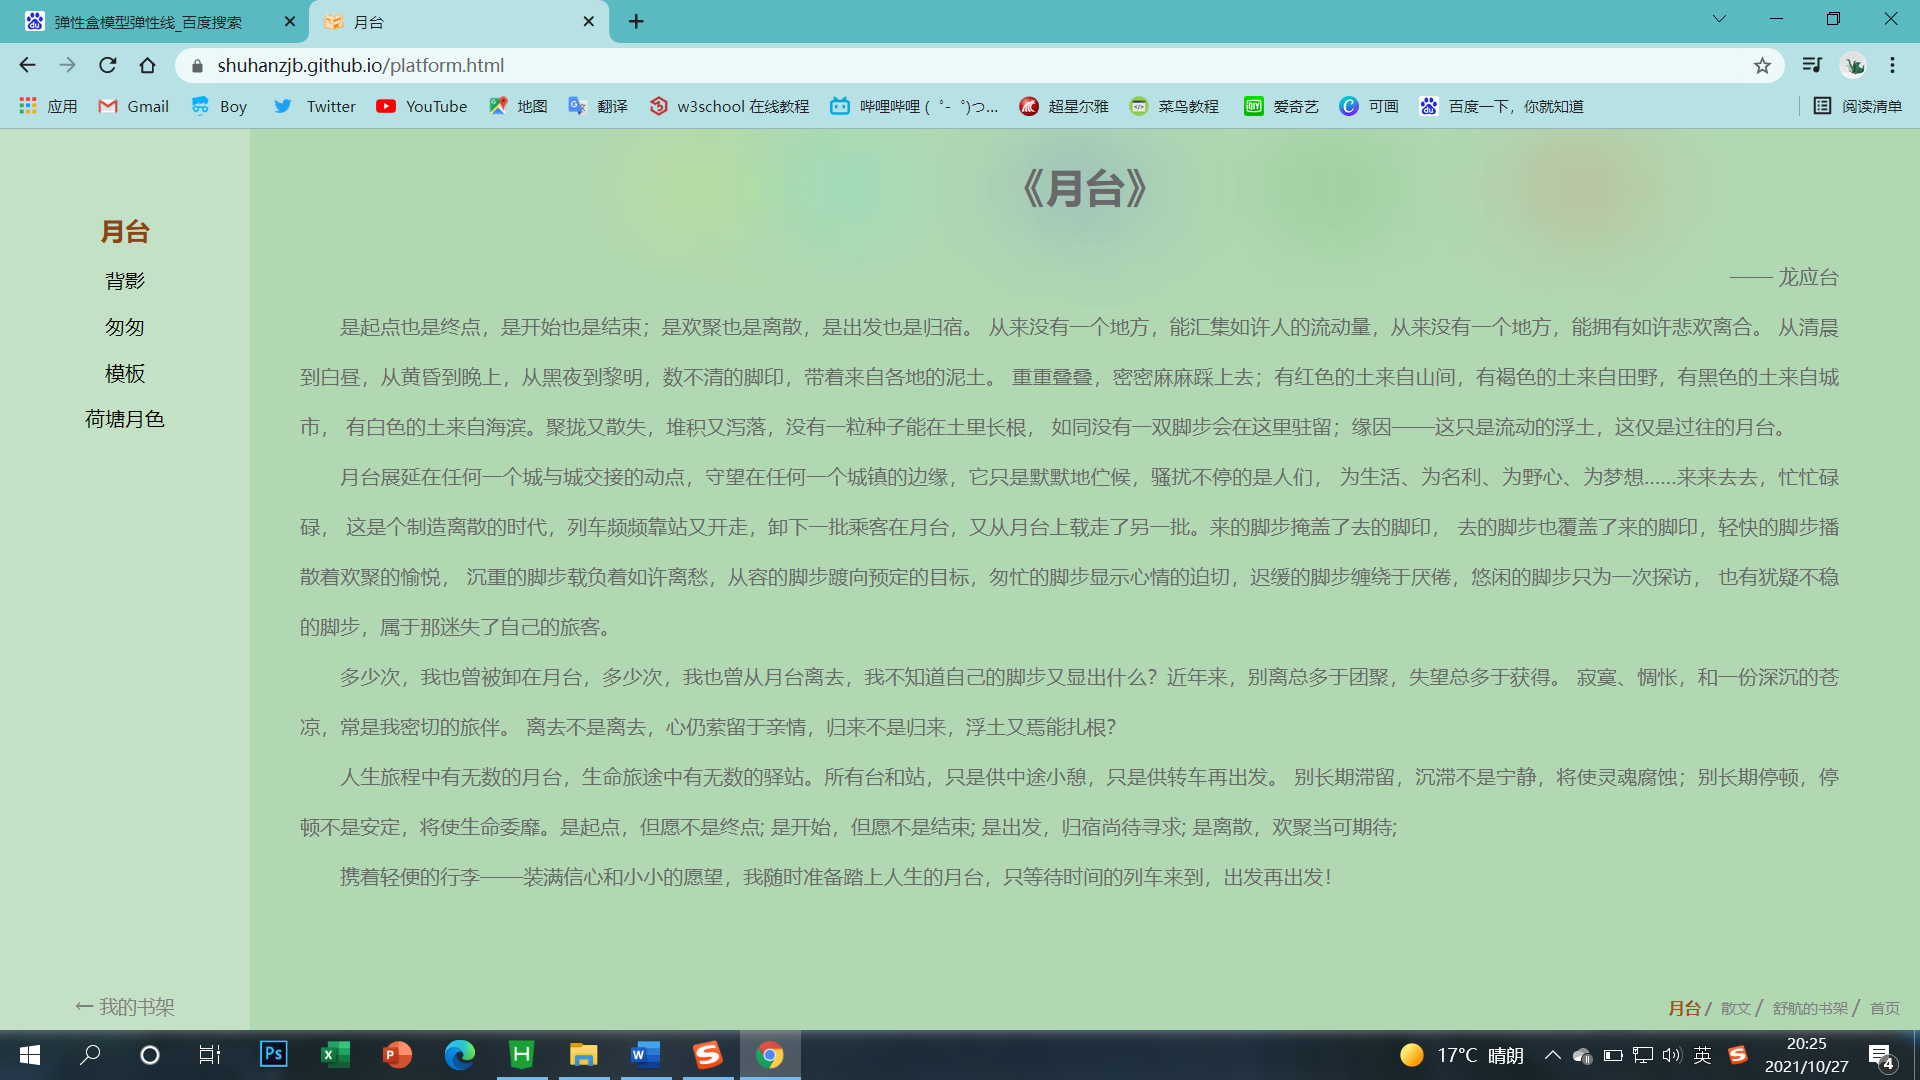 弹性盒模型弹性线_百度搜索
月台
shuhanzjb.github.io/platform.html
应用 Gmail Boy Twitter YouTube 地图 翻译 w3school 在线教程 哔哩哔哩 (゜-゜)つ... 超星尔雅 菜鸟教程 爱奇艺 可画 百度一下，你就知道 阅读清单
月台
背影
匆匆
模板
荷塘月色
← 我的书架
《月台》
—— 龙应台
是起点也是终点，是开始也是结束；是欢聚也是离散，是出发也是归宿。 从来没有一个地方，能汇集如许人的流动量，从来没有一个地方，能拥有如许悲欢离合。 从清晨
到白昼，从黄昏到晚上，从黑夜到黎明，数不清的脚印，带着来自各地的泥土。 重重叠叠，密密麻麻踩上去；有红色的土来自山间，有褐色的土来自田野，有黑色的土来自城
市， 有白色的土来自海滨。聚拢又散失，堆积又泻落，没有一粒种子能在土里长根， 如同没有一双脚步会在这里驻留；缘因——这只是流动的浮土，这仅是过往的月台。
月台展延在任何一个城与城交接的动点，守望在任何一个城镇的边缘，它只是默默地伫候，骚扰不停的是人们， 为生活、为名利、为野心、为梦想......来来去去，忙忙碌
碌， 这是个制造离散的时代，列车频频靠站又开走，卸下一批乘客在月台，又从月台上载走了另一批。来的脚步掩盖了去的脚印， 去的脚步也覆盖了来的脚印，轻快的脚步播
散着欢聚的愉悦， 沉重的脚步载负着如许离愁，从容的脚步踱向预定的目标，匆忙的脚步显示心情的迫切，迟缓的脚步缠绕于厌倦，悠闲的脚步只为一次探访， 也有犹疑不稳
的脚步，属于那迷失了自己的旅客。
多少次，我也曾被卸在月台，多少次，我也曾从月台离去，我不知道自己的脚步又显出什么？近年来，别离总多于团聚，失望总多于获得。 寂寞、惆怅，和一份深沉的苍
凉，常是我密切的旅伴。 离去不是离去，心仍萦留于亲情，归来不是归来，浮土又焉能扎根?
人生旅程中有无数的月台，生命旅途中有无数的驿站。所有台和站，只是供中途小憩，只是供转车再出发。 别长期滞留，沉滞不是宁静，将使灵魂腐蚀；别长期停顿，停
顿不是安定，将使生命委靡。是起点，但愿不是终点; 是开始，但愿不是结束; 是出发，归宿尚待寻求; 是离散，欢聚当可期待;
携着轻便的行李——装满信心和小小的愿望，我随时准备踏上人生的月台，只等待时间的列车来到，出发再出发！
月台 / 散文 / 舒航的书架 / 首页
17°C 晴朗
英
20:25
2021/10/27
4